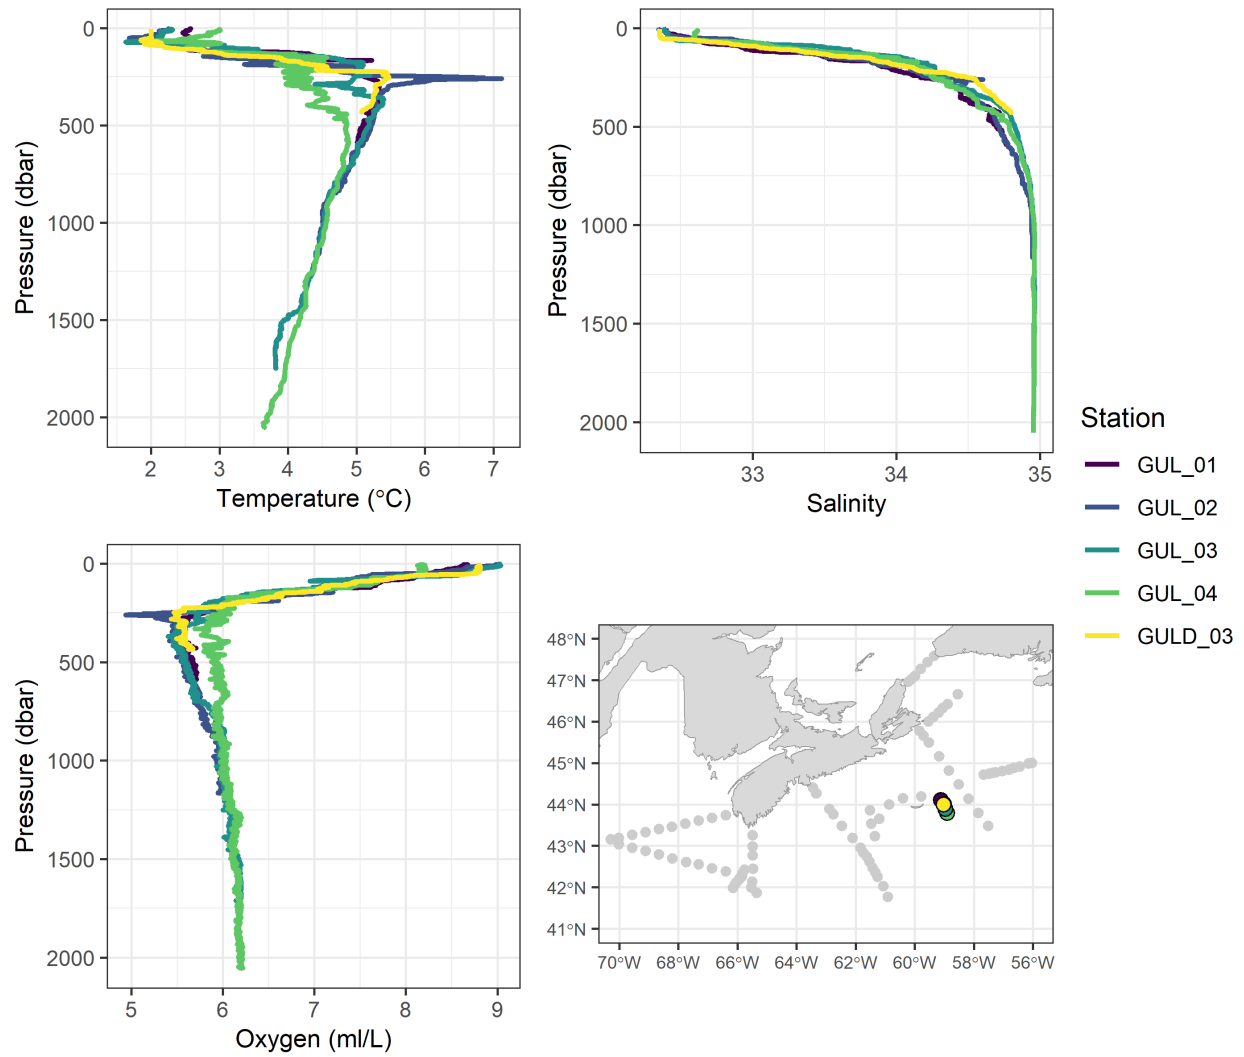 0
500
1000
1500
2000
Pressure (dbar)
2 3 4 5 6 7
Temperature (°C)
0
500
1000
1500
2000
Pressure (dbar)
33 34 35
Salinity
0
500
1000
1500
2000
Pressure (dbar)
5 6 7 8 9
Oxygen (ml/L)
48°N
47°N
46°N
45°N
44°N
43°N
42°N
41°N
70°W 68°W 66°W 64°W 62°W 60°W 58°W 56°W
Station
GUL_01
GUL_02
GUL_03
GUL_04
GULD_03